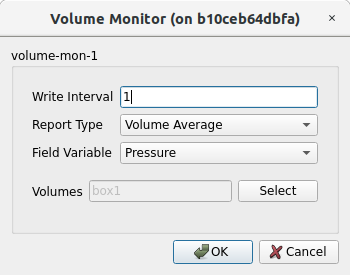 Volume Monitor (on b10ceb64dbfa)
volume-mon-1
Write Interval 1
Report Type Volume Average
Field Variable Pressure
Volumes box1 Select
OK Cancel